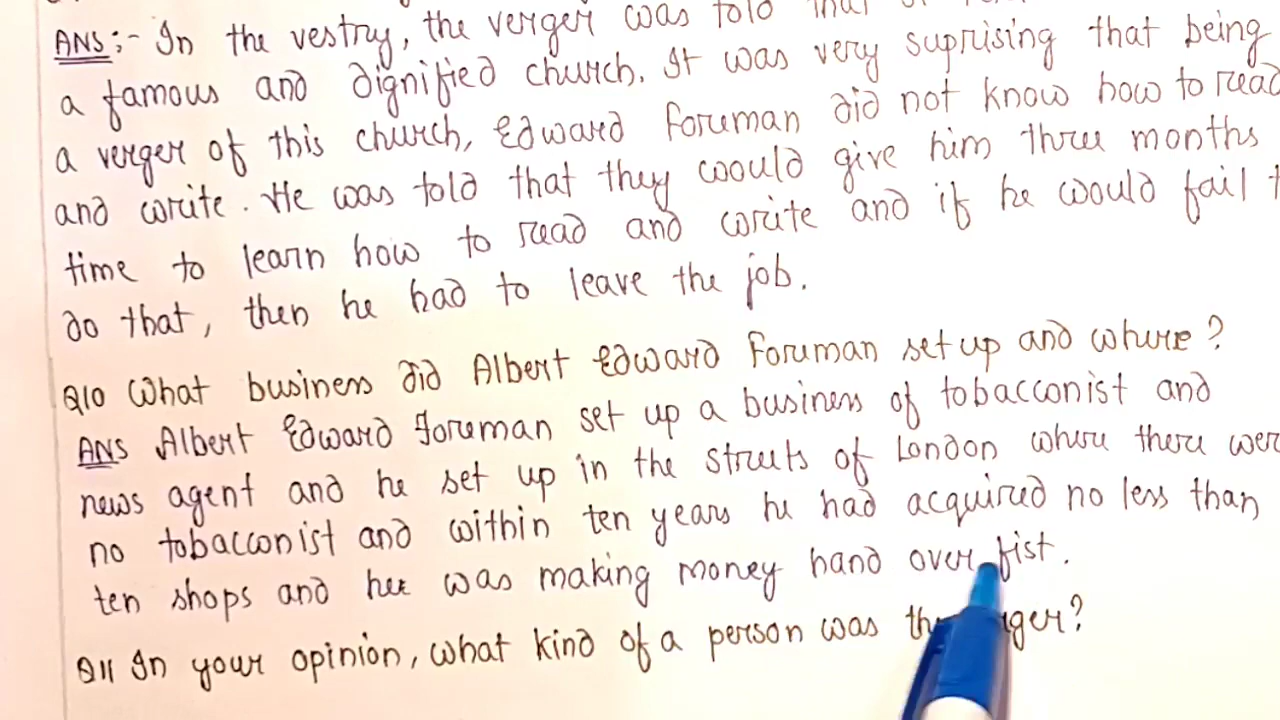 ANS:- In the vestry, the verger was told that
a famous and dignified church. It was very suprising that being
a verger of this church, Edward Foreman did not know how to read
and write. He was told that they would give him three months
time to learn how to read and write and if he would fail t
do that, then he had to leave the job.
Q10 What business did Albert Edward Foreman set up and where?
ANS Albert Edward Foreman set up a business of tobacconist and
news agent and he set up in the streets of London where there wer
no tobacconist and within ten years he had acquired no less than
ten shops and he was making money hand over fist.
Q11 In your opinion, what kind of a person was the ger?